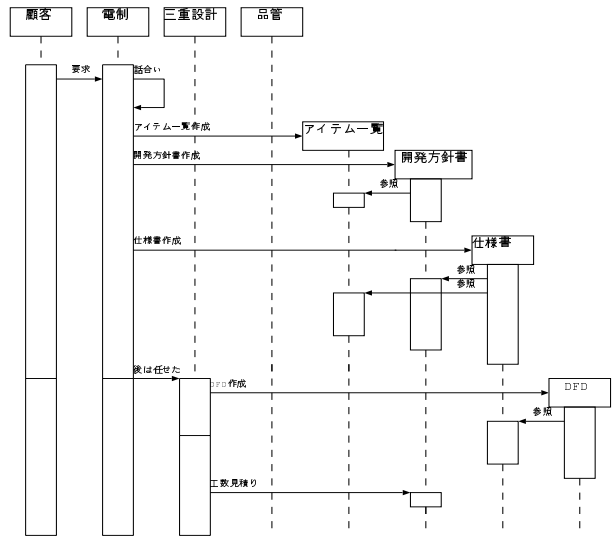 顧客
電制
三重設計
品管
要求
話合い
アイテム一覧作成
アイテム一覧
開発方針書作成
開発方針書
参照
仕様書作成
仕様書
参照
参照
後は任せた
DFD作成
DFD
参照
工数見積り